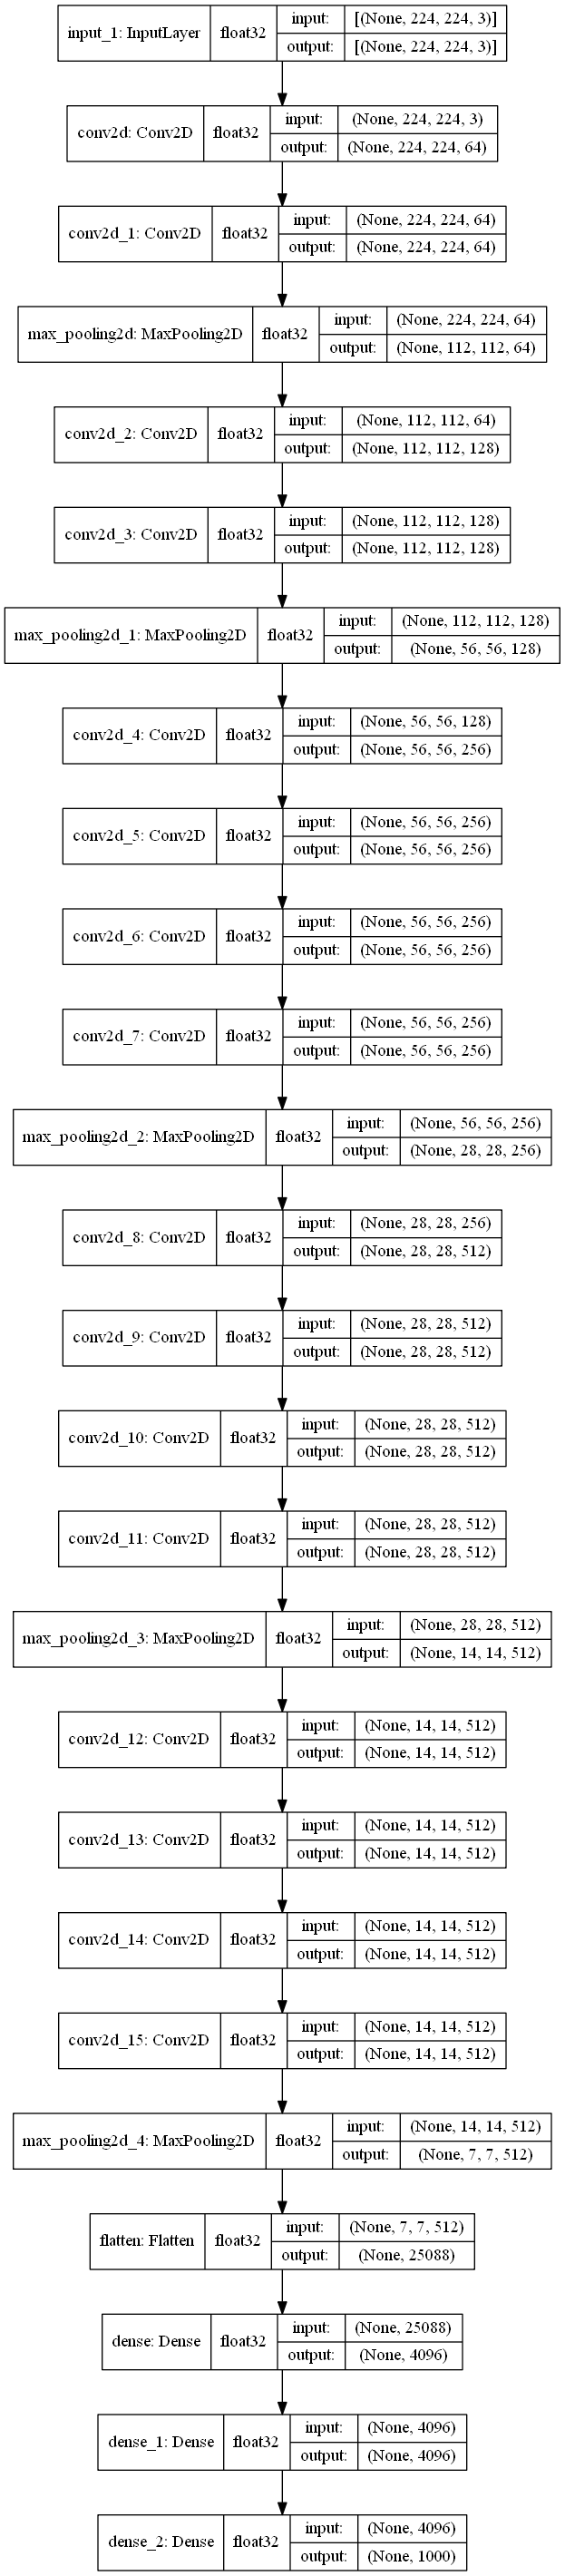 input_1: InputLayer float32 input: [(None, 224, 224, 3)]
output: [(None, 224, 224, 3)]
conv2d: Conv2D float32 input: (None, 224, 224, 3)
output: (None, 224, 224, 64)
conv2d_1: Conv2D float32 input: (None, 224, 224, 64)
output: (None, 224, 224, 64)
max_pooling2d: MaxPooling2D float32 input: (None, 224, 224, 64)
output: (None, 112, 112, 64)
conv2d_2: Conv2D float32 input: (None, 112, 112, 64)
output: (None, 112, 112, 128)
conv2d_3: Conv2D float32 input: (None, 112, 112, 128)
output: (None, 112, 112, 128)
max_pooling2d_1: MaxPooling2D float32 input: (None, 112, 112, 128)
output: (None, 56, 56, 128)
conv2d_4: Conv2D float32 input: (None, 56, 56, 128)
output: (None, 56, 56, 256)
conv2d_5: Conv2D float32 input: (None, 56, 56, 256)
output: (None, 56, 56, 256)
conv2d_6: Conv2D float32 input: (None, 56, 56, 256)
output: (None, 56, 56, 256)
conv2d_7: Conv2D float32 input: (None, 56, 56, 256)
output: (None, 56, 56, 256)
max_pooling2d_2: MaxPooling2D float32 input: (None, 56, 56, 256)
output: (None, 28, 28, 256)
conv2d_8: Conv2D float32 input: (None, 28, 28, 256)
output: (None, 28, 28, 512)
conv2d_9: Conv2D float32 input: (None, 28, 28, 512)
output: (None, 28, 28, 512)
conv2d_10: Conv2D float32 input: (None, 28, 28, 512)
output: (None, 28, 28, 512)
conv2d_11: Conv2D float32 input: (None, 28, 28, 512)
output: (None, 28, 28, 512)
max_pooling2d_3: MaxPooling2D float32 input: (None, 28, 28, 512)
output: (None, 14, 14, 512)
conv2d_12: Conv2D float32 input: (None, 14, 14, 512)
output: (None, 14, 14, 512)
conv2d_13: Conv2D float32 input: (None, 14, 14, 512)
output: (None, 14, 14, 512)
conv2d_14: Conv2D float32 input: (None, 14, 14, 512)
output: (None, 14, 14, 512)
conv2d_15: Conv2D float32 input: (None, 14, 14, 512)
output: (None, 14, 14, 512)
max_pooling2d_4: MaxPooling2D float32 input: (None, 14, 14, 512)
output: (None, 7, 7, 512)
flatten: Flatten float32 input: (None, 7, 7, 512)
output: (None, 25088)
dense: Dense float32 input: (None, 25088)
output: (None, 4096)
dense_1: Dense float32 input: (None, 4096)
output: (None, 4096)
dense_2: Dense float32 input: (None, 4096)
output: (None, 1000)